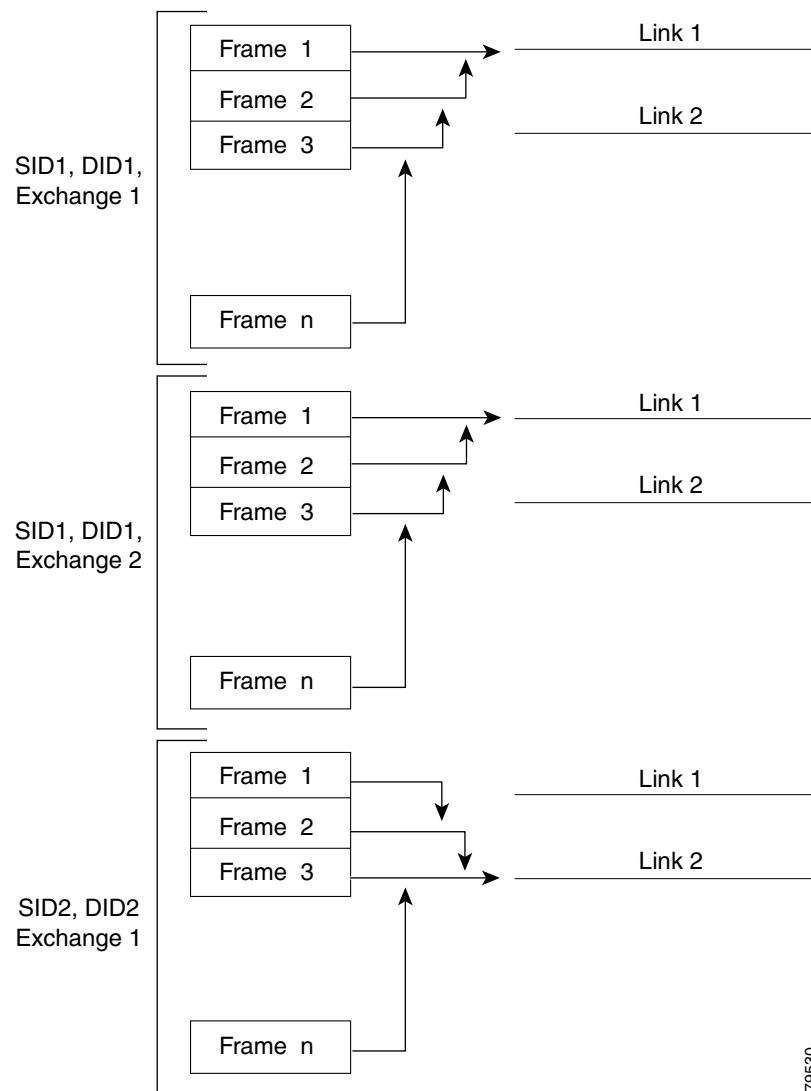 Frame 1
Link 1
Frame 2
Link 2
Frame 3
SID1, DID1,
Exchange 1
Frame n
Frame 1
Link 1
Frame 2
Link 2
Frame 3
SID1, DID1,
Exchange 2
Frame n
Frame 1
Link 1
Frame 2
Frame 3
Link 2
SID2, DID2
Exchange 1
Frame n
79530